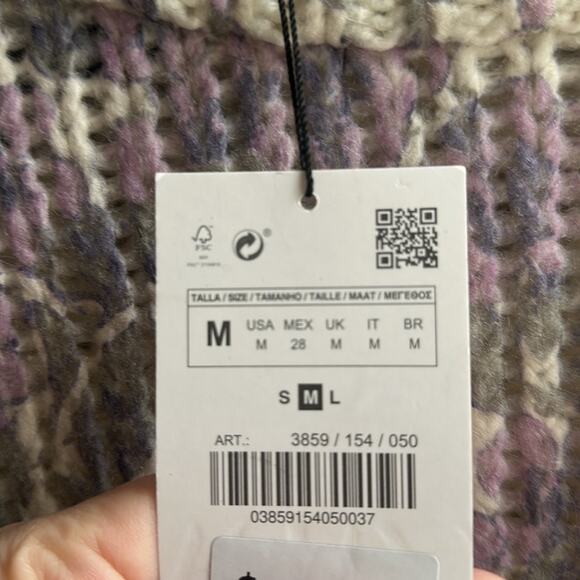 FSC
®
TALLA / SIZE / TAMANHO / TAILLE / MAAT / ΜΕΓΕΘΟΣ
M USA MEX UK IT BR
M 28 M M M
S M L
ART.: 3859 / 154 / 050
03859154050037